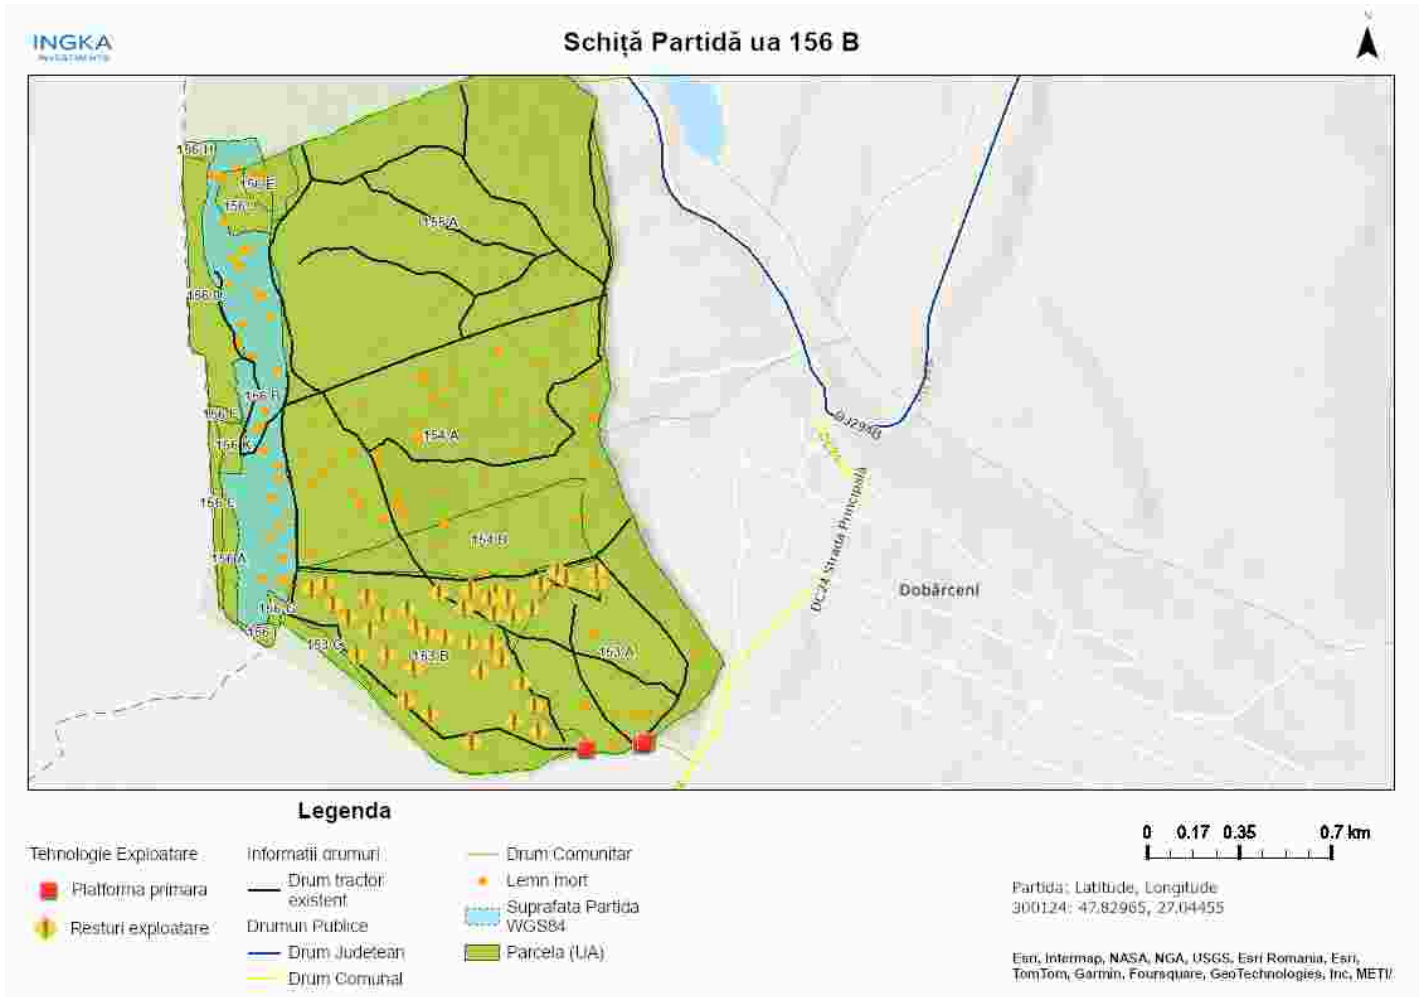 INGKA
INVESTMENTS
Schiță Partidă ua 156 B
N
156 H
156 E
155 A
156 D
156 B
156 F
156 K
154 A
156 C
154 B
156 A
156 G
156 I
153 C
153 B
153 A
DJ294B
DC24 Strada Principală
Dobârceni
Legenda
Tehnologie Exploatare
Platforma primara
Resturi exploatare
Informații drumuri
Drum tractor
existent
Drumuri Publice
Drum Judetean
Drum Comunal
Drum Comunitar
Lemn mort
Suprafata Partida
WGS84
Parcela (UA)
0 0.17 0.35 0.7 km
Partida: Latitude, Longitude
300124: 47.82965, 27.04455
Esri, Intermap, NASA, NGA, USGS, Esri Romania, Esri,
TomTom, Garmin, Foursquare, GeoTechnologies, Inc, METI/